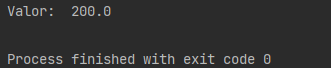 Valor:  200.0
Process finished with exit code 0